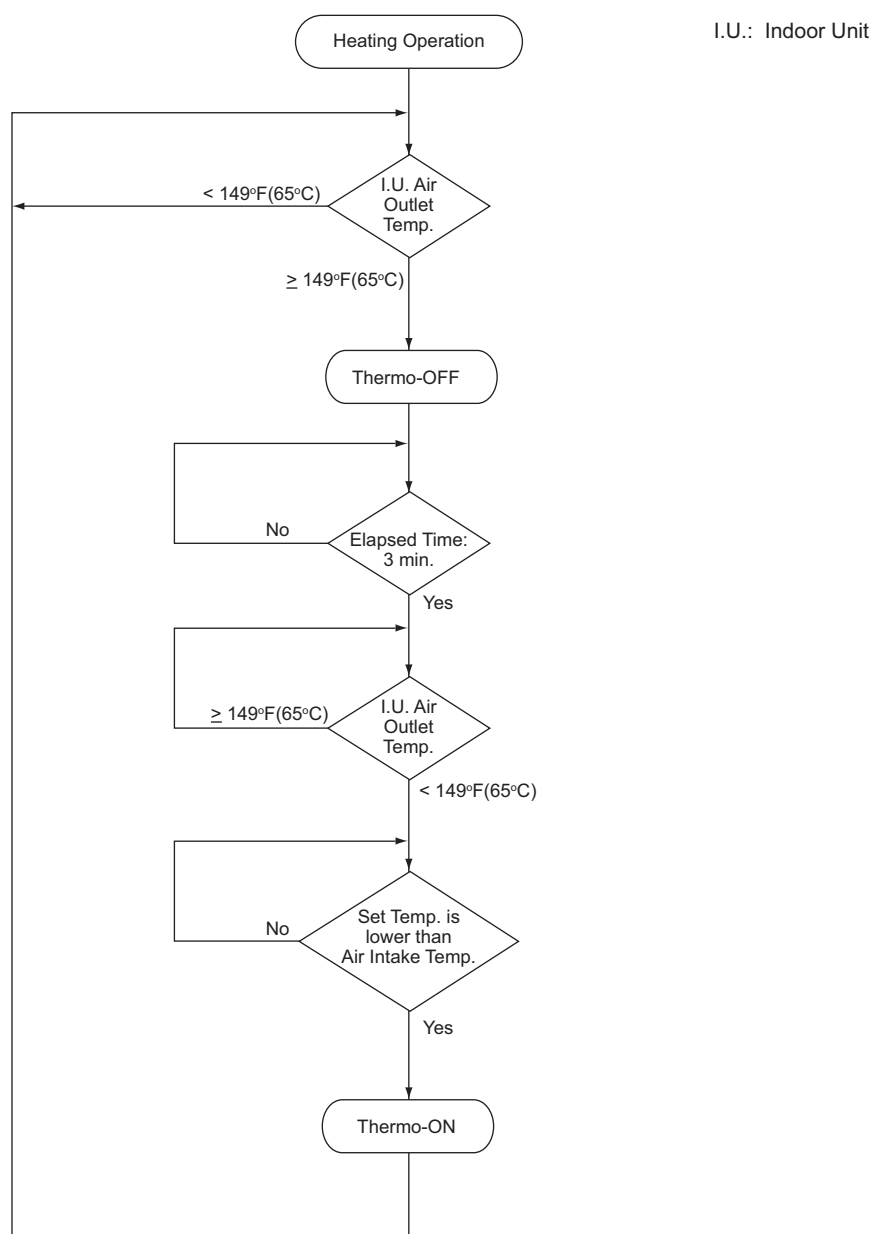 Heating Operation
I.U.: Indoor Unit
I.U. Air
Outlet
Temp.
< 149°F(65°C)
≥ 149°F(65°C)
Thermo-OFF
No
Elapsed Time:
3 min.
Yes
I.U. Air
Outlet
Temp.
≥ 149°F(65°C)
< 149°F(65°C)
No
Set Temp. is
lower than
Air Intake Temp.
Yes
Thermo-ON